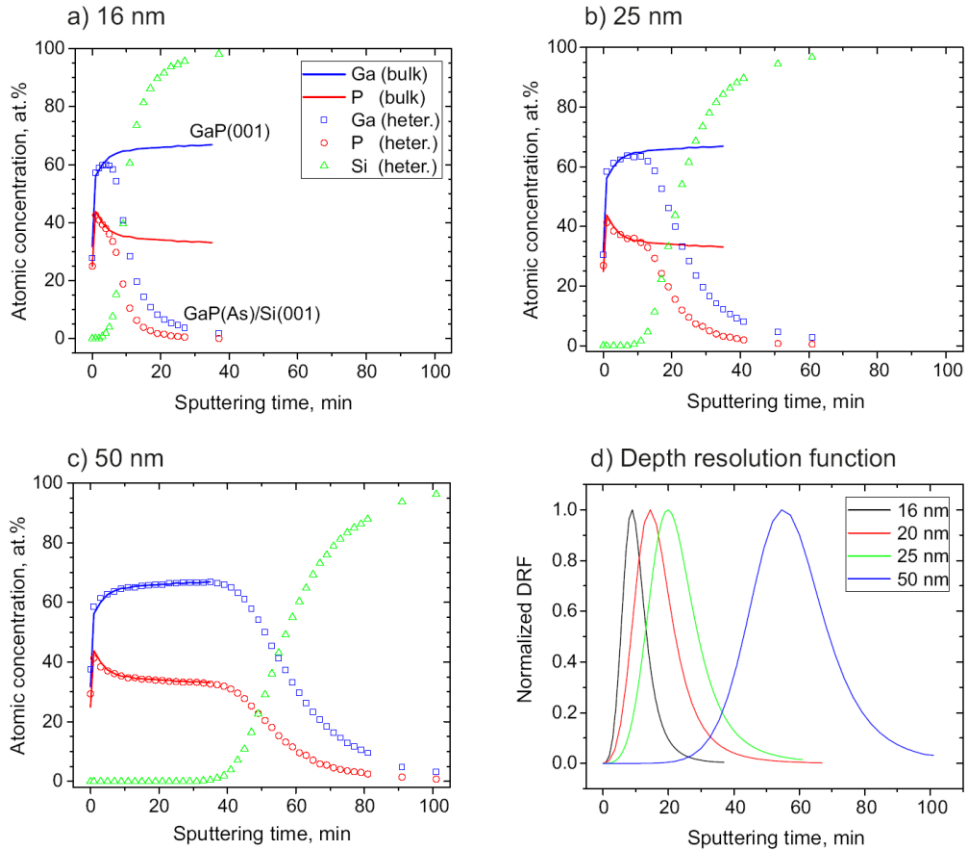 a) 16 nm
100
80
60
40
20
0
Atomic concentration, at.%
0 20 40 60 80 100
Sputtering time, min
GaP(001)
Ga (bulk)
P (bulk)
Ga (heter.)
P (heter.)
Si (heter.)
GaP(As)/Si(001)
b) 25 nm
100
80
60
40
20
0
Atomic concentration, at.%
0 20 40 60 80 100
Sputtering time, min
c) 50 nm
100
80
60
40
20
0
Atomic concentration, at.%
0 20 40 60 80 100
Sputtering time, min
d) Depth resolution function
1.0
0.8
0.6
0.4
0.2
0.0
Normalized DRF
16 nm
20 nm
25 nm
50 nm
0 20 40 60 80 100
Sputtering time, min